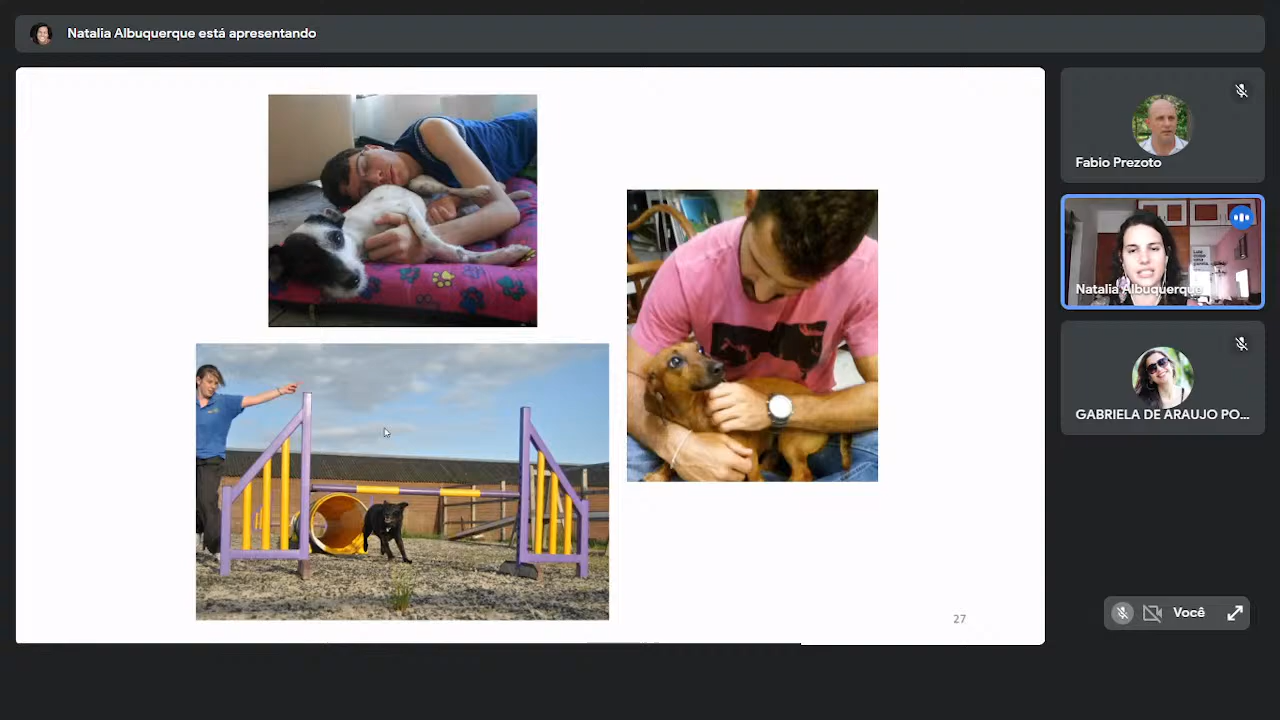 Natalia Albuquerque está apresentando
Fabio Prezoto
Natalia Albuquerque
GABRIELA DE ARAUJO PO...
Você
27